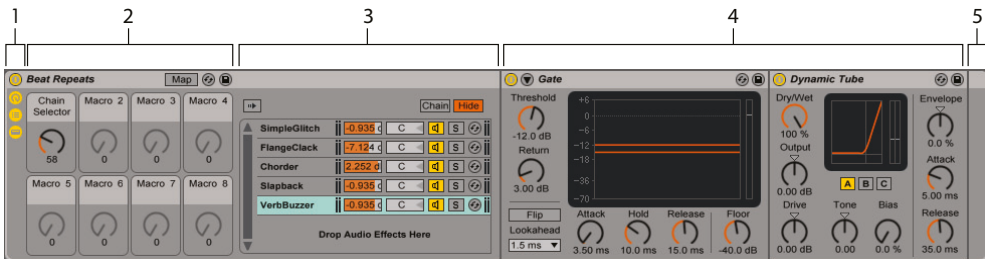 1 2 3 4 5
Beat Repeats Map
Chain Selector Macro 2 Macro 3 Macro 4
58 0 0 0
Macro 5 Macro 6 Macro 7 Macro 8
0 0 0 0
Chain Hide
SimpleGlitch -0.935 d C S
FlangeClack -7.124 d C S
Chorder 2.252 d C S
Slapback -0.935 d C S
VerbBuzzer -0.935 d C S
Drop Audio Effects Here
Gate
Threshold
-12.0 dB
Return
3.00 dB
Flip
Lookahead
1.5 ms
+6
0
-6
-12
-18
-36
-70
Attack Hold Release Floor
3.50 ms 10.0 ms 15.0 ms -40.0 dB
Dynamic Tube
Dry/Wet
100 %
Output
0.00 dB
Drive Tone Bias
0.00 dB 0.00 0.0 %
A B C
Envelope
0.0 %
Attack
5.00 ms
Release
35.0 ms